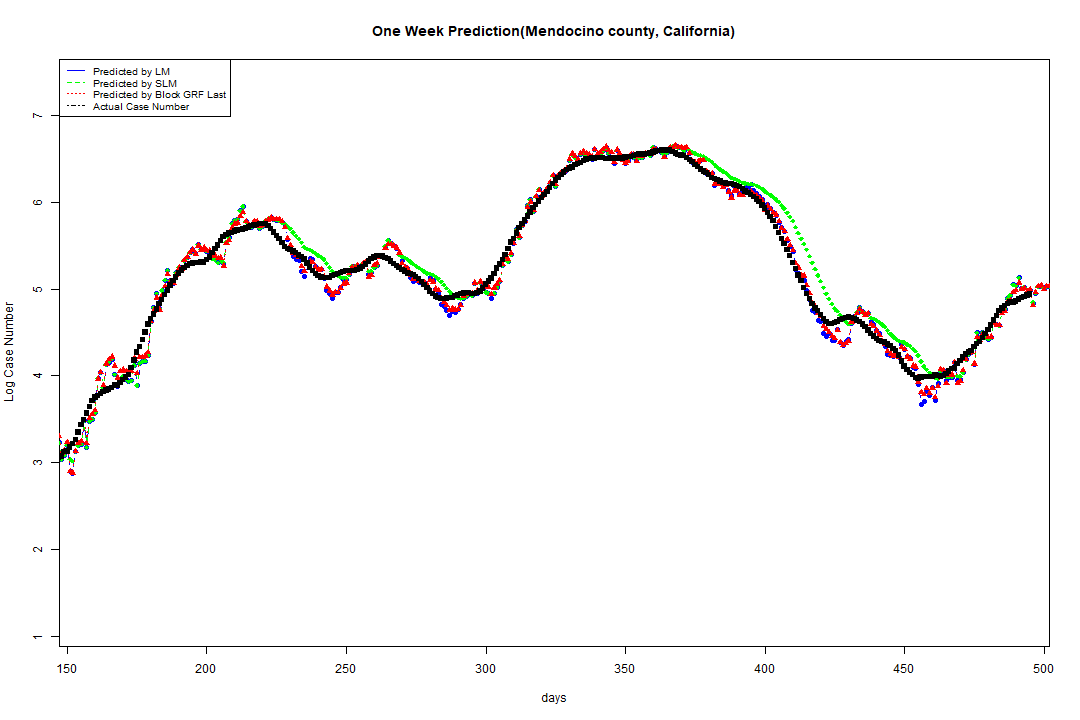 One Week Prediction(Mendocino county, California)
Predicted by LM
Predicted by SLM
Predicted by Block GRF Last
Actual Case Number
7
6
5
4
3
2
1
Log Case Number
150 200 250 300 350 400 450 500
days